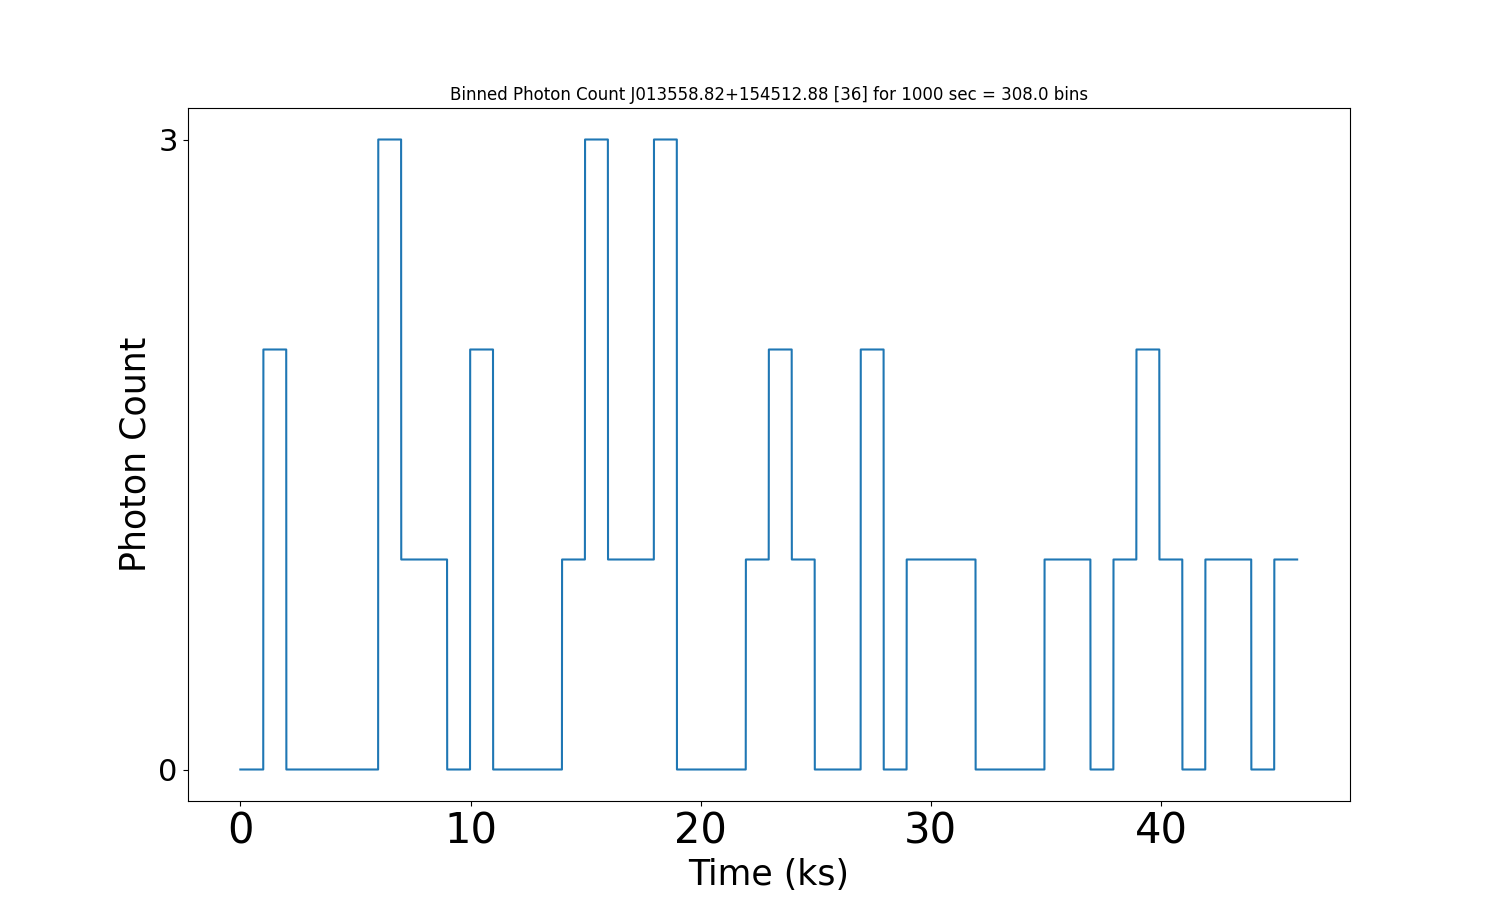 Binned Photon Count J013558.82+154512.88 [36] for 1000 sec = 308.0 bins
3
Photon Count
0
0 10 20 30 40
Time (ks)